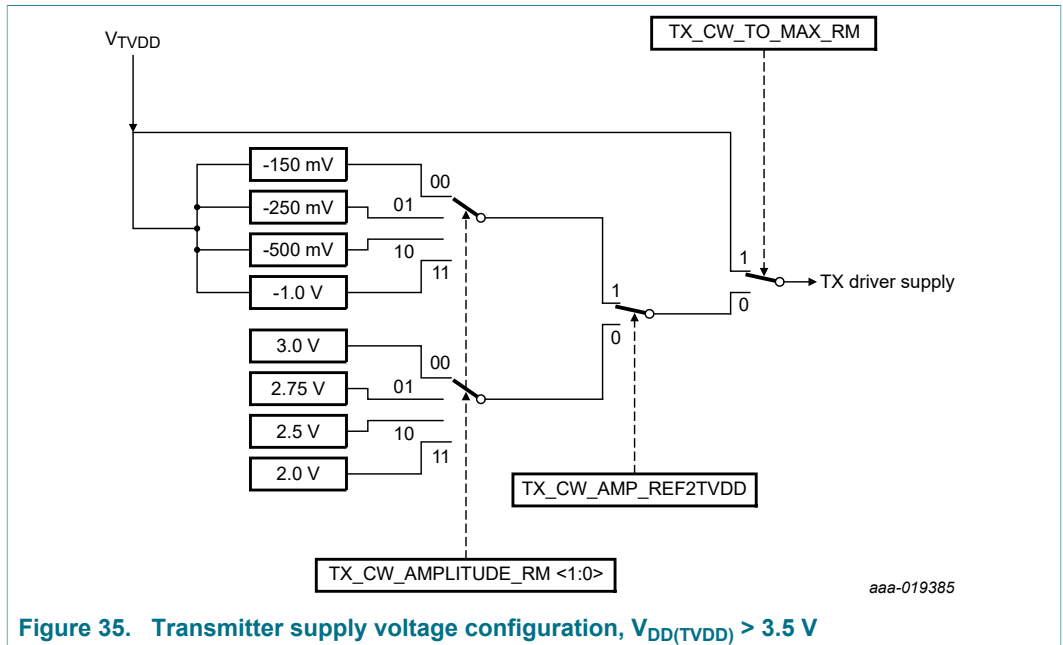 TX_CW_TO_MAX_RM
VTVDD
-150 mV
-250 mV
-500 mV
-1.0 V
00
01
10
11
3.0 V
2.75 V
2.5 V
2.0 V
00
01
10
11
1
0
1
0
TX driver supply
TX_CW_AMP_REF2TVDD
TX_CW_AMPLITUDE_RM <1:0>
aaa-019385
Figure 35. Transmitter supply voltage configuration, VDD(TVDD) > 3.5 V